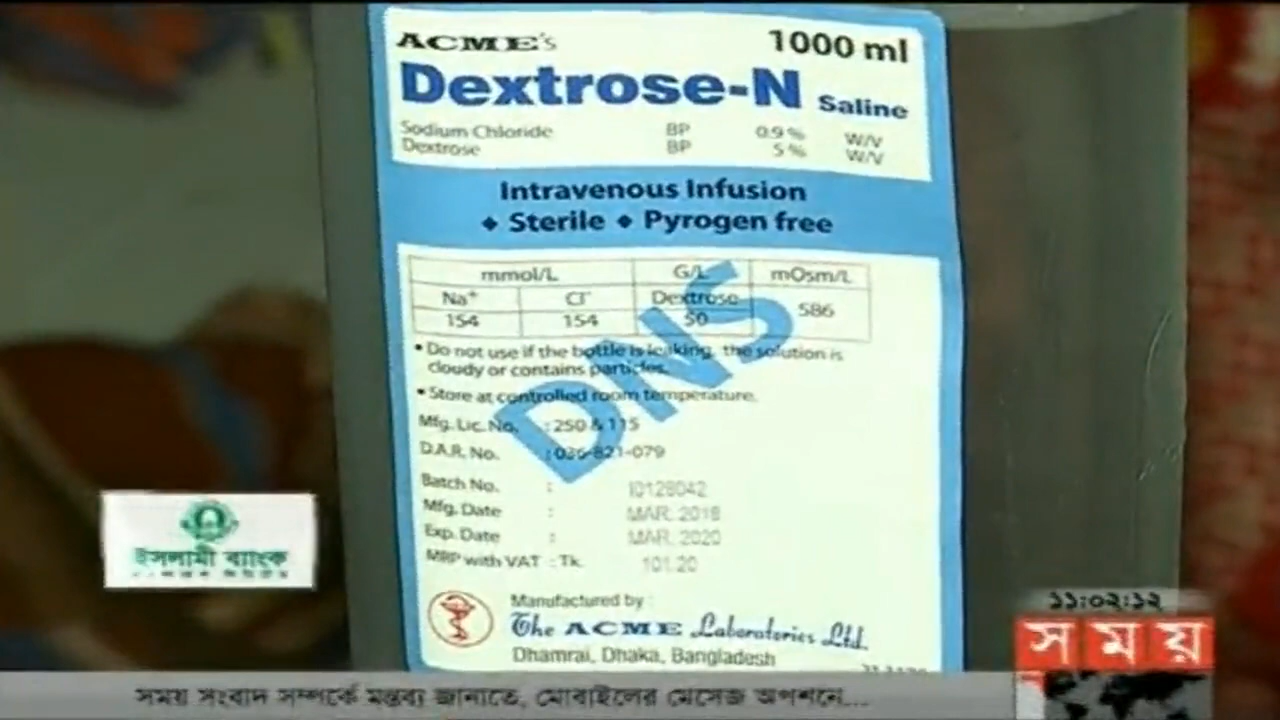 ACME's
1000 ml
Dextrose-N Saline
Sodium Chloride BP 0.9% W/V
Dextrose BP 5% W/V
Intravenous Infusion
◆ Sterile ◆ Pyrogen free
mmol/L G/L mOsm/L
Na⁺ Cl⁻ Dextrose 586
154 154 50
DNS
• Do not use if the bottle is leaking, the solution is
cloudy or contains particles.
• Store at controlled room temperature.
Mfg. Lic. No. : 250 & 115
D.A.R. No. : 036-821-079
Batch No. : I0128042
Mfg. Date : MAR. 2018
Exp. Date : MAR. 2020
MRP with VAT : Tk. 101.20
Manufactured by :
The ACME Laboratories Ltd.
Dhamrai, Dhaka, Bangladesh
ইসলামী ব্যাংক
১১:০২:১২
সময়
সময় সংবাদ সম্পর্কে মন্তব্য জানাতে, মোবাইলের মেসেজ অপশনে...